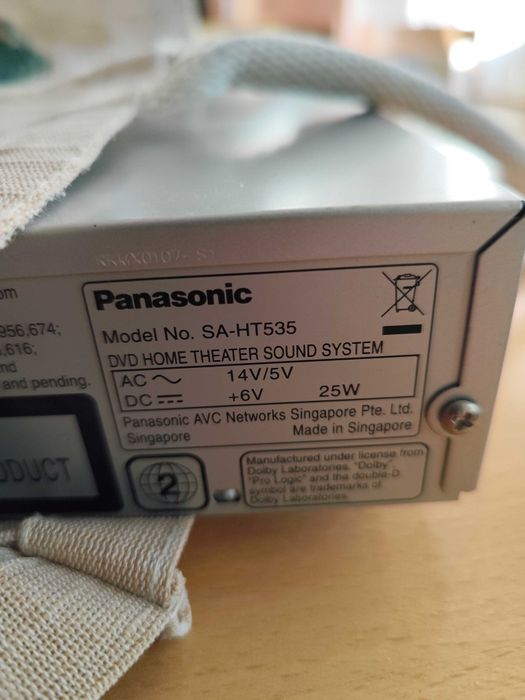 RKWX0107-S
om
956,674;
,616;
nd
and pending.
ODUCT
Panasonic
Model No. SA-HT535
DVD HOME THEATER SOUND SYSTEM
AC 14V/5V
DC +6V 25W
Panasonic AVC Networks Singapore Pte. Ltd.
Singapore Made in Singapore
2
Manufactured under license from
Dolby Laboratories. "Dolby",
"Pro Logic" and the double-D
symbol are trademarks of
Dolby Laboratories.